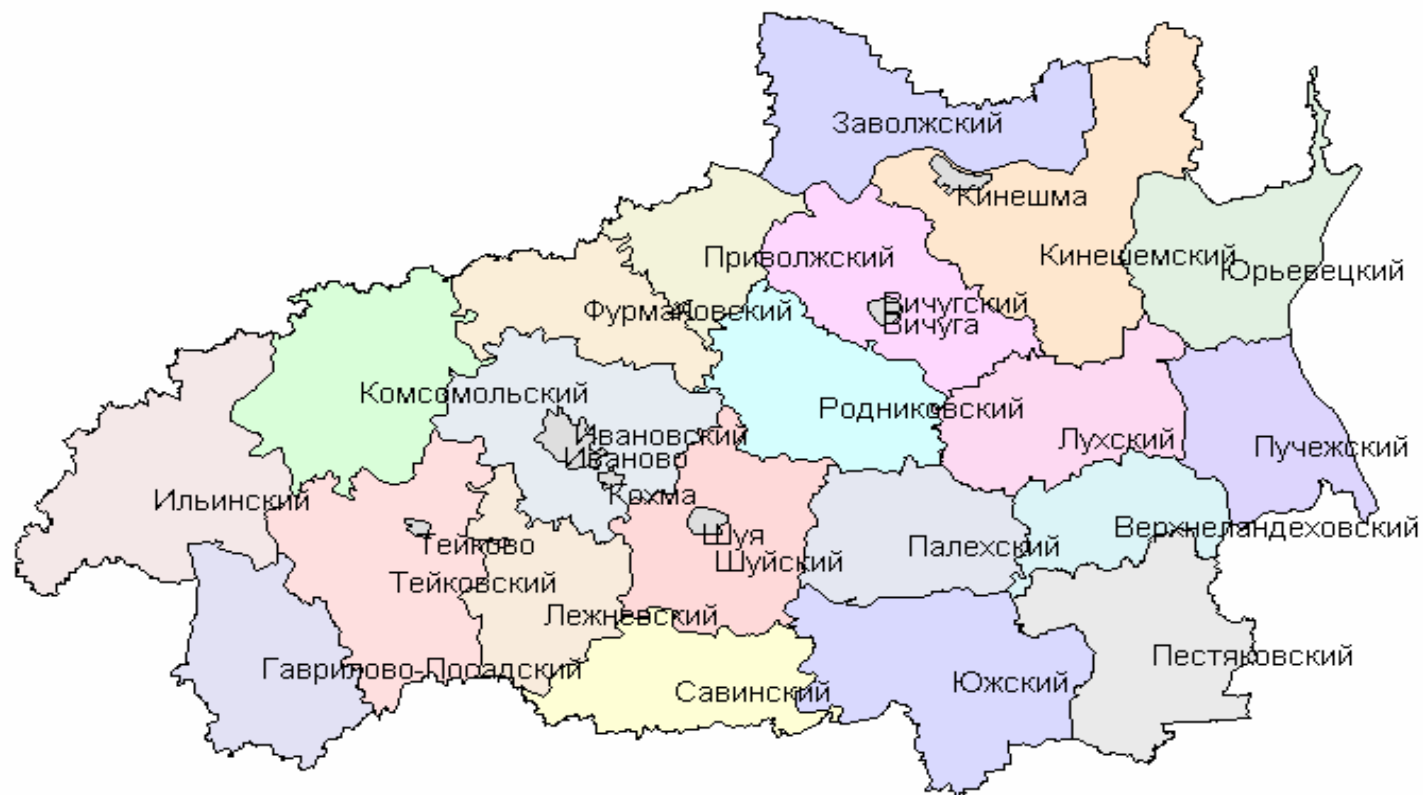 Заволжский
Кинешма
Приволжский
Кинешемский
Юрьевецкий
Фурмановский
Вичугский
Вичуга
Комсомольский
Родниковский
Ивановский
Лухский
Пучежский
Иваново
Кохма
Ильинский
Тейково
Шуя
Палехский
Верхнеландеховский
Шуйский
Тейковский
Лежневский
Гаврилово-Посадский
Пестяковский
Савинский
Южский